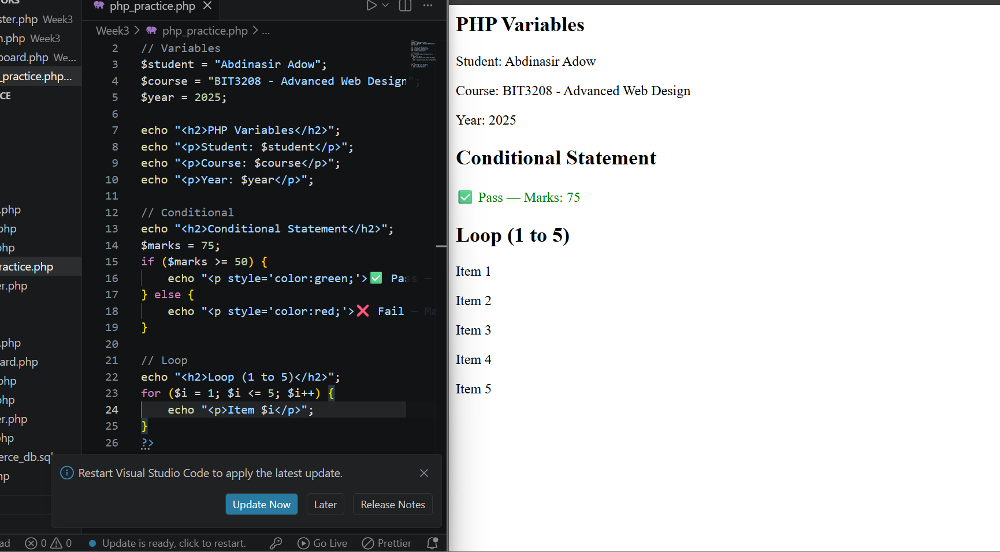 ster.php Week3
n.php Week3
board.php We...
_practice.php...
CE
.php
php
hp
ractice.php
er.php
.php
ard.php
php
hp
er.php
hp
erce_db.sql
np
php_practice.php
Week3 > php_practice.php > ...
2 // Variables
3 $student = "Abdinasir Adow";
4 $course = "BIT3208 - Advanced Web Design";
5 $year = 2025;
6
7 echo "<h2>PHP Variables</h2>";
8 echo "<p>Student: $student</p>";
9 echo "<p>Course: $course</p>";
10 echo "<p>Year: $year</p>";
11
12 // Conditional
13 echo "<h2>Conditional Statement</h2>";
14 $marks = 75;
15 if ($marks >= 50) {
16 echo "<p style='color:green;'>✅ Pass —
17 } else {
18 echo "<p style='color:red;'>❌ Fail — Ma
19 }
20
21 // Loop
22 echo "<h2>Loop (1 to 5)</h2>";
23 for ($i = 1; $i <= 5; $i++) {
24 echo "<p>Item $i</p>";
25 }
26 ?>
Restart Visual Studio Code to apply the latest update.
Update Now Later Release Notes
ad 0 0 Update is ready, click to restart. Go Live Prettier
PHP Variables
Student: Abdinasir Adow
Course: BIT3208 - Advanced Web Design
Year: 2025
Conditional Statement
✅ Pass — Marks: 75
Loop (1 to 5)
Item 1
Item 2
Item 3
Item 4
Item 5